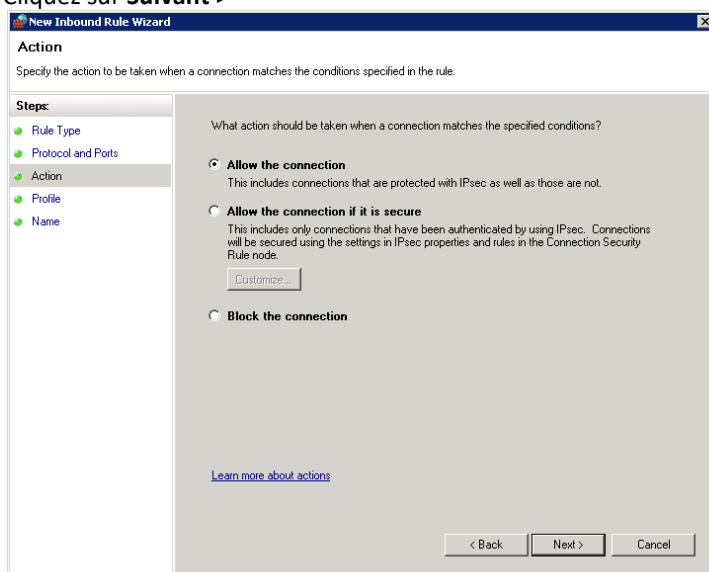 Cliquez sur Suivant >
New Inbound Rule Wizard
Action
Specify the action to be taken when a connection matches the conditions specified in the rule.
Steps:
Rule Type
Protocol and Ports
Action
Profile
Name
What action should be taken when a connection matches the specified conditions?
Allow the connection
This includes connections that are protected with IPsec as well as those are not.
Allow the connection if it is secure
This includes only connections that have been authenticated by using IPsec. Connections
will be secured using the settings in IPsec properties and rules in the Connection Security
Rule node.
Customize...
Block the connection
Learn more about actions
< Back Next > Cancel